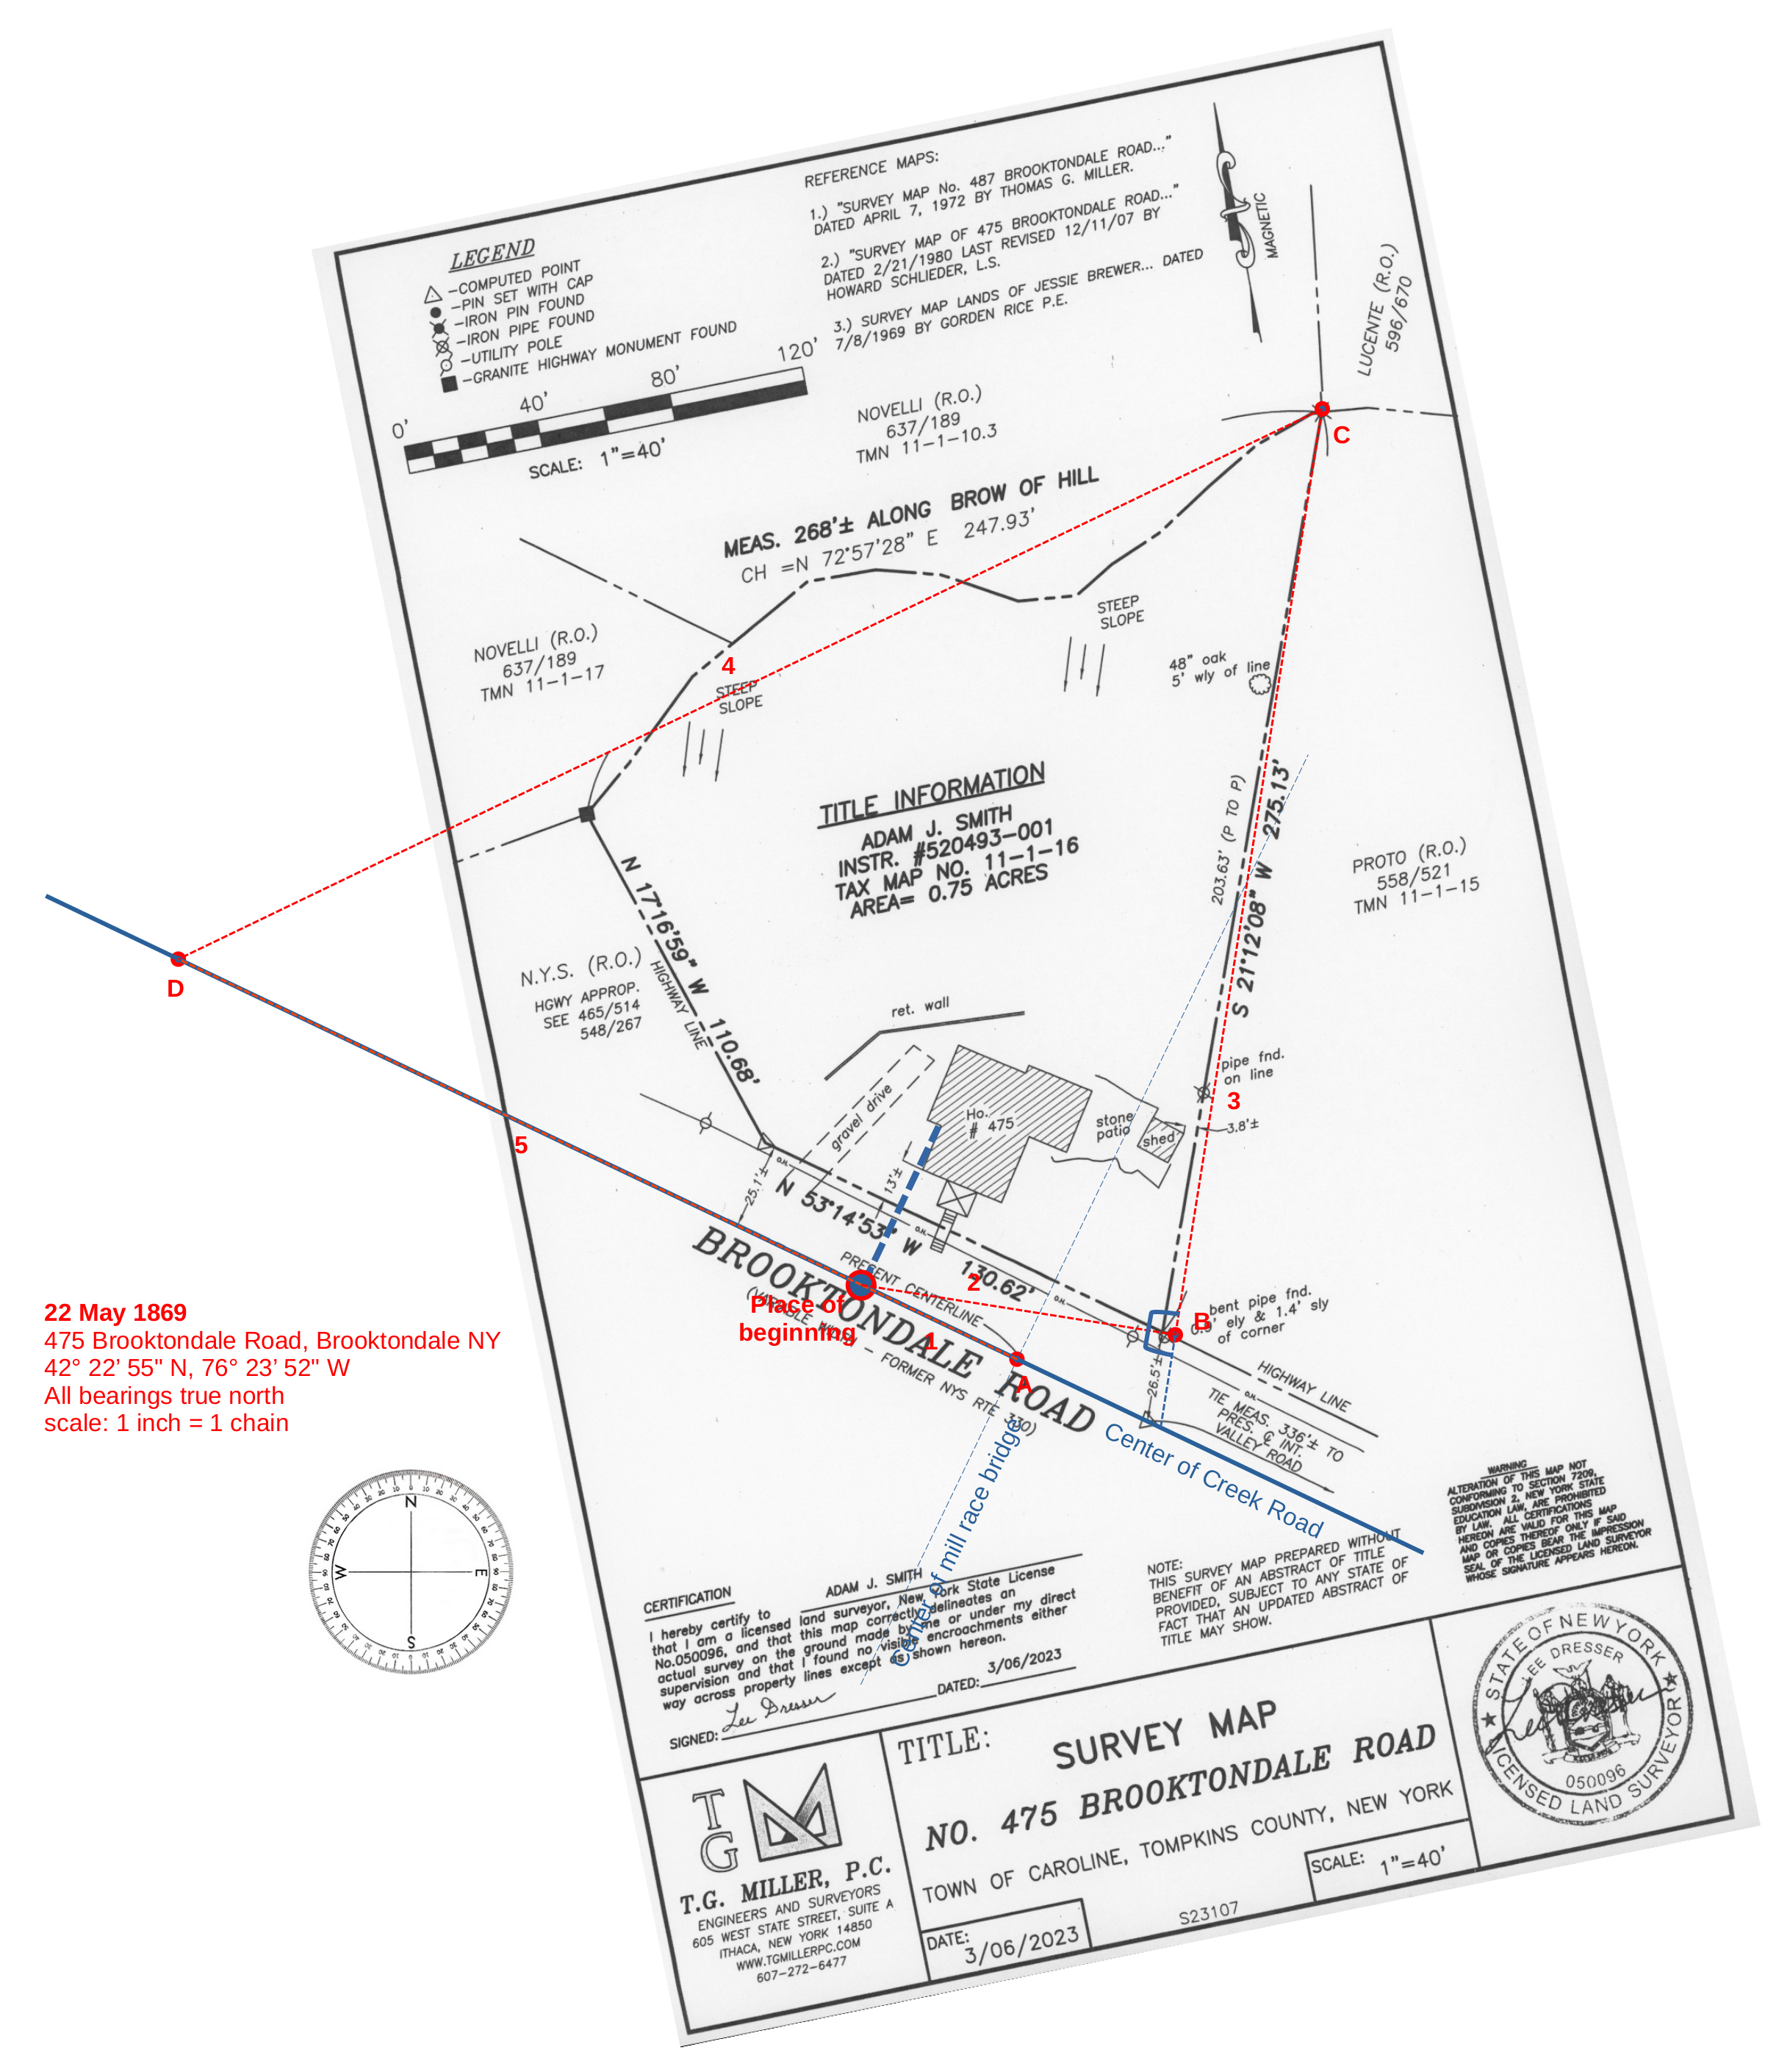 REFERENCE MAPS:
1.) "SURVEY MAP No. 487 BROOKTONDALE ROAD..."
DATED APRIL 7, 1972 BY THOMAS G. MILLER.
2.) "SURVEY MAP OF 475 BROOKTONDALE ROAD..."
DATED 2/21/1980 LAST REVISED 12/11/07 BY
HOWARD SCHLIEDER, L.S.
3.) SURVEY MAP LANDS OF JESSIE BREWER... DATED
7/8/1969 BY GORDEN RICE P.E.
MAGNETIC
LEGEND
-COMPUTED POINT
-PIN SET WITH CAP
-IRON PIN FOUND
-IRON PIPE FOUND
-UTILITY POLE
-GRANITE HIGHWAY MONUMENT FOUND
0' 40' 80' 120'
SCALE: 1"=40'
LUCENTE (R.O.)
596/670
NOVELLI (R.O.)
637/189
TMN 11-1-10.3
C
MEAS. 268'± ALONG BROW OF HILL
CH =N 72°57'28" E 247.93'
STEEP
SLOPE
NOVELLI (R.O.)
637/189
TMN 11-1-17
4
STEEP
SLOPE
48" oak
5' wly of line
TITLE INFORMATION
ADAM J. SMITH
INSTR. #520493-001
TAX MAP NO. 11-1-16
AREA= 0.75 ACRES
203.63' (P TO P)
S 21°12'08" W 275.13'
PROTO (R.O.)
558/521
TMN 11-1-15
D
N 17°16'59" W 110.68'
HIGHWAY LINE
N.Y.S. (R.O.)
HGWY APPROP.
SEE 465/514
548/267
5
ret. wall
gravel drive
Ho.
# 475
stone
patio
shed
pipe fnd.
on line
3
3.8'±
25.1'±
13'±
O.H.
O.H.
O.H.
O.H.
N 53°14'53" W 130.62'
2
PRESENT CENTERLINE
BROOKTONDALE ROAD
(VARIABLE WIDTH - FORMER NYS RTE 330)
Place of
beginning
1
A
B
bent pipe fnd.
0.9' ely & 1.4' sly
of corner
26.5'±
HIGHWAY LINE
TIE MEAS. 336'± TO
PRES. ℄ INT.
VALLEY ROAD
Center of Creek Road
Center of mill race bridge
22 May 1869
475 Brooktondale Road, Brooktondale NY
42° 22' 55" N, 76° 23' 52" W
All bearings true north
scale: 1 inch = 1 chain
N
W E
S
WARNING
ALTERATION OF THIS MAP NOT
CONFORMING TO SECTION 7209,
SUBDIVISION 2, NEW YORK STATE
EDUCATION LAW, ARE PROHIBITED
BY LAW. ALL CERTIFICATIONS
HEREON ARE VALID FOR THIS MAP
AND COPIES THEREOF ONLY IF SAID
MAP OR COPIES BEAR THE IMPRESSION
SEAL OF THE LICENSED LAND SURVEYOR
WHOSE SIGNATURE APPEARS HEREON.
NOTE:
THIS SURVEY MAP PREPARED WITHOUT
BENEFIT OF AN ABSTRACT OF TITLE
PROVIDED, SUBJECT TO ANY STATE OF
FACT THAT AN UPDATED ABSTRACT OF
TITLE MAY SHOW.
CERTIFICATION
I hereby certify to ADAM J. SMITH
that I am a licensed land surveyor, New York State License
No.050096, and that this map correctly delineates an
actual survey on the ground made by me or under my direct
supervision and that I found no visible encroachments either
way across property lines except as shown hereon.
SIGNED: Lee Dresser DATED: 3/06/2023
TG
T.G. MILLER, P.C.
ENGINEERS AND SURVEYORS
605 WEST STATE STREET, SUITE A
ITHACA, NEW YORK 14850
WWW.TGMILLERPC.COM
607-272-6477
TITLE:
SURVEY MAP
NO. 475 BROOKTONDALE ROAD
TOWN OF CAROLINE, TOMPKINS COUNTY, NEW YORK
DATE:
3/06/2023
S23107
SCALE: 1"=40'
STATE OF NEW YORK
LEE DRESSER
050096
LICENSED LAND SURVEYOR